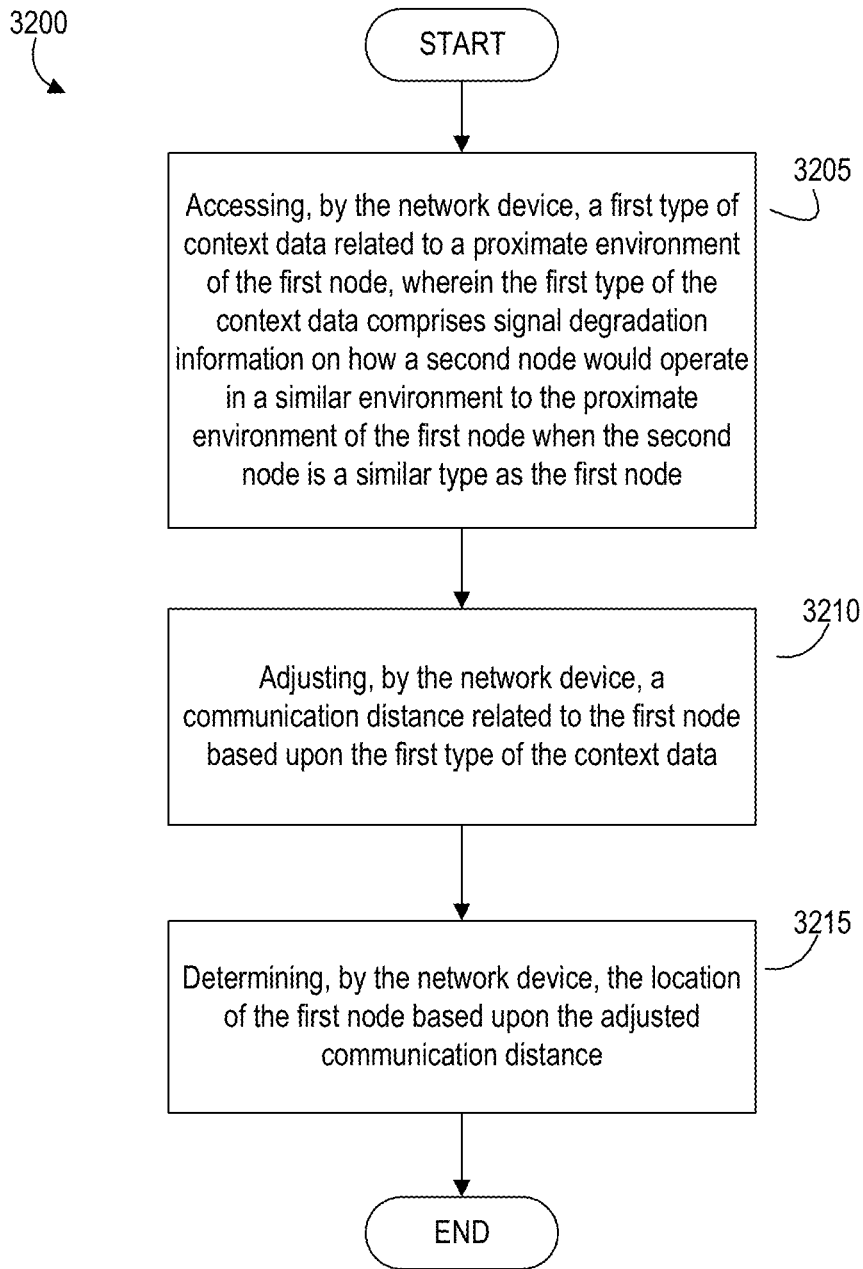 3200
START
3205
Accessing, by the network device, a first type of
context data related to a proximate environment
of the first node, wherein the first type of the
context data comprises signal degradation
information on how a second node would operate
in a similar environment to the proximate
environment of the first node when the second
node is a similar type as the first node
3210
Adjusting, by the network device, a
communication distance related to the first node
based upon the first type of the context data
3215
Determining, by the network device, the location
of the first node based upon the adjusted
communication distance
END